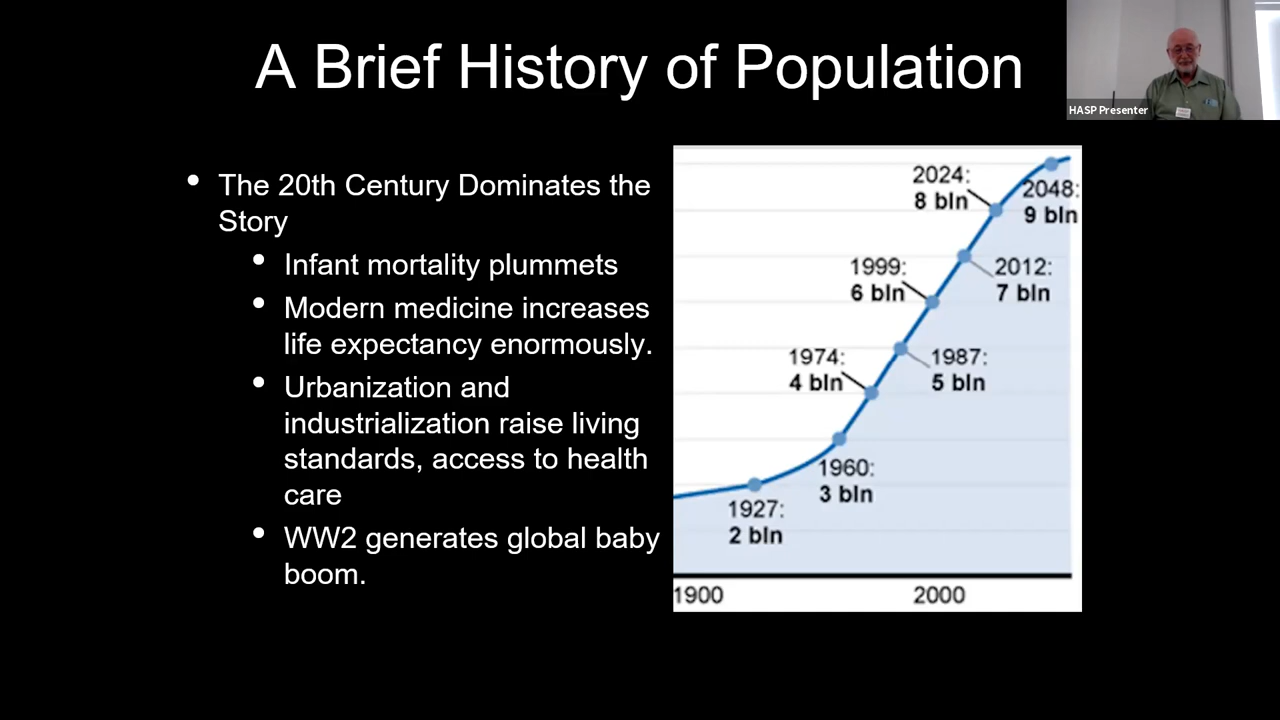 A Brief History of Population
HASP Presenter
The 20th Century Dominates the
Story
Infant mortality plummets
Modern medicine increases
life expectancy enormously.
Urbanization and
industrialization raise living
standards, access to health
care
WW2 generates global baby
boom.
2024:
8 bln
2048:
9 bln
1999:
6 bln
2012:
7 bln
1974:
4 bln
1987:
5 bln
1960:
3 bln
1927:
2 bln
1900
2000